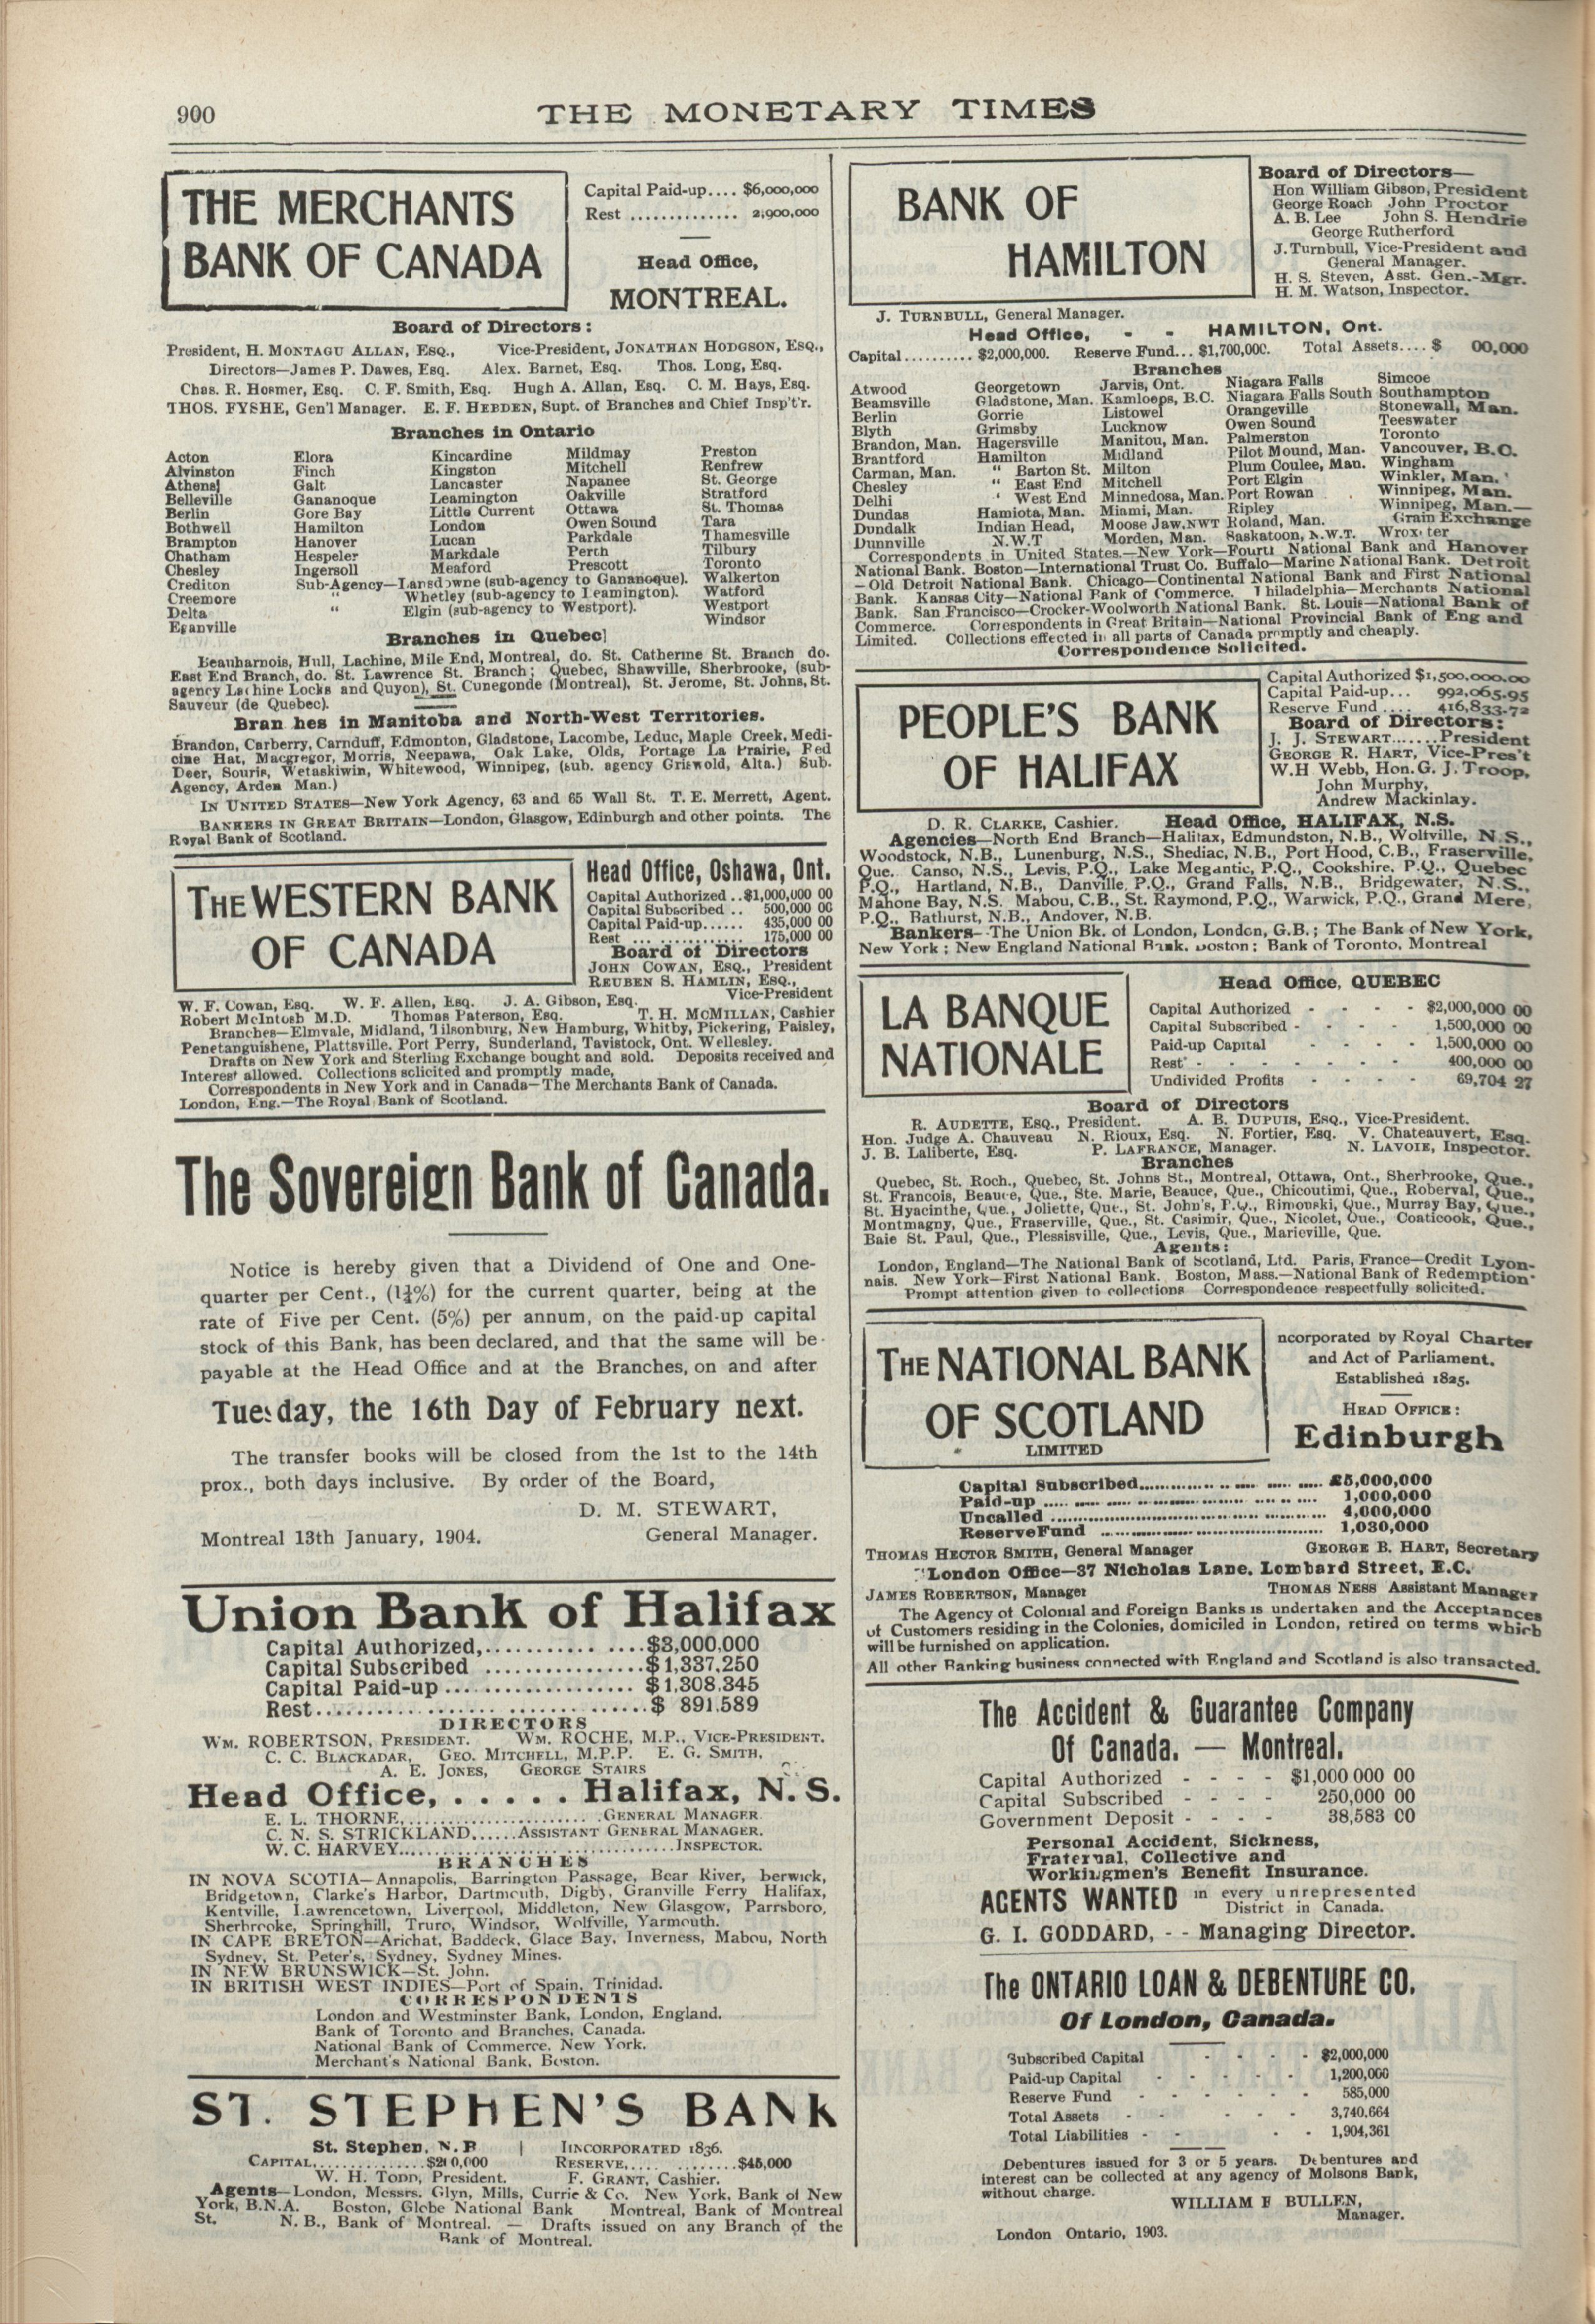 900
THE MONETARY TIMES
THE MERCHANTS
BANK OF CANADA
Capital Paid-up.... $6,000,000
Rest .............. 2,900,000
Head Office,
MONTREAL.
Board of Directors:
President, H. MONTAGU ALLAN, ESQ., Vice-President, JONATHAN HODGSON, ESQ.,
Directors—James P. Dawes, Esq. Alex. Barnet, Esq. Thos. Long, Esq.
Chas. R. Hosmer, Esq. C. F. Smith, Esq. Hugh A. Allan, Esq. C. M. Hays, Esq.
THOS. FYSHE, Gen'l Manager. E. F. HEBDEN, Supt. of Branches and Chief Insp't'r.
Branches in Ontario
Acton Elora Kincardine Mildmay Preston
Alvinston Finch Kingston Mitchell Renfrew
Athens Galt Lancaster Napanee St. George
Belleville Gananoque Leamington Oakville Stratford
Berlin Gore Bay Little Current Ottawa St. Thomas
Bothwell Hamilton London Owen Sound Tara
Brampton Hanover Lucan Parkdale Thamesville
Chatham Hespeler Markdale Perth Tilbury
Chesley Ingersoll Meaford Prescott Toronto
Crediton Sub-Agency—Lansdowne (sub-agency to Gananoque). Walkerton
Creemore " Whetley (sub-agency to Leamington). Watford
Delta " Elgin (sub-agency to Westport). Westport
Eganville Windsor
Branches in Quebec
Beauharnois, Hull, Lachine, Mile End, Montreal, do. St. Catherine St. Branch do.
East End Branch, do. St. Lawrence St. Branch; Quebec, Shawville, Sherbrooke, (sub-
agency Lachine Locks and Quyon), St. Cunegonde (Montreal), St. Jerome, St. Johns, St.
Sauveur (de Quebec).
Bran hes in Manitoba and North-West Territories.
Brandon, Carberry, Carnduff, Edmonton, Gladstone, Lacombe, Leduc, Maple Creek, Medi-
cine Hat, Macgregor, Morris, Neepawa, Oak Lake, Olds, Portage La Prairie, Red
Deer, Souris, Wetaskiwin, Whitewood, Winnipeg, (sub. agency Griswold, Alta.) Sub.
Agency, Arden Man.)
IN UNITED STATES—New York Agency, 63 and 65 Wall St. T. E. Merrett, Agent.
BANKERS IN GREAT BRITAIN—London, Glasgow, Edinburgh and other points. The
Royal Bank of Scotland.
THE WESTERN BANK
OF CANADA
Head Office, Oshawa, Ont.
Capital Authorized ..$1,000,000 00
Capital Subscribed .. 500,000 00
Capital Paid-up...... 435,000 00
Rest ................ 175,000 00
Board of Directors
JOHN COWAN, ESQ., President
REUBEN S. HAMLIN, ESQ.,
Vice-President
W. F. Cowan, Esq. W. F. Allen, Esq. J. A. Gibson, Esq.
Robert McIntosh M.D. Thomas Paterson, Esq. T. H. MCMILLAN, Cashier
Branches—Elmvale, Midland, Tilsonburg, New Hamburg, Whitby, Pickering, Paisley,
Penetanguishene, Plattsville, Port Perry, Sunderland, Tavistock, Ont. Wellesley.
Drafts on New York and Sterling Exchange bought and sold. Deposits received and
Interest allowed. Collections solicited and promptly made,
Correspondents in New York and in Canada—The Merchants Bank of Canada.
London, Eng.—The Royal Bank of Scotland.
The Sovereign Bank of Canada.
Notice is hereby given that a Dividend of One and One-
quarter per Cent., (1¼%) for the current quarter, being at the
rate of Five per Cent. (5%) per annum, on the paid-up capital
stock of this Bank, has been declared, and that the same will be
payable at the Head Office and at the Branches, on and after
Tuesday, the 16th Day of February next.
The transfer books will be closed from the 1st to the 14th
prox., both days inclusive. By order of the Board,
D. M. STEWART,
Montreal 13th January, 1904. General Manager.
Union Bank of Halifax
Capital Authorized,.......... ....$3,000,000
Capital Subscribed ................$1,337,250
Capital Paid-up ................... $1,308,345
Rest..............................$ 891,589
DIRECTORS
WM. ROBERTSON, PRESIDENT. WM. ROCHE, M.P., VICE-PRESIDENT.
C. C. BLACKADAR, GEO. MITCHELL, M.P.P. E. G. SMITH,
A. E. JONES, GEORGE STAIRS
Head Office, . . . . . Halifax, N. S.
E. L. THORNE,........................GENERAL MANAGER
C. N. S. STRICKLAND......ASSISTANT GENERAL MANAGER.
W. C. HARVEY...................................INSPECTOR.
BRANCHES
IN NOVA SCOTIA—Annapolis, Barrington Passage, Bear River, berwick,
Bridgetown, Clarke's Harbor, Dartmouth, Digby, Granville Ferry Halifax,
Kentville, Lawrencetown, Liverpool, Middleton, New Glasgow, Parrsboro,
Sherbrooke, Springhill, Truro, Windsor, Wolfville, Yarmouth.
IN CAPE BRETON—Arichat, Baddeck, Glace Bay, Inverness, Mabou, North
Sydney, St. Peter's, Sydney, Sydney Mines.
IN NEW BRUNSWICK—St. John.
IN BRITISH WEST INDIES—Port of Spain, Trinidad.
CORRESPONDENTS
London and Westminster Bank, London, England.
Bank of Toronto and Branches, Canada.
National Bank of Commerce, New York.
Merchant's National Bank, Boston.
ST. STEPHEN'S BANK
St. Stephen, N. B | INCORPORATED 1836.
CAPITAL,..............$200,000 RESERVE,..............$45,000
W. H. TODD, President. F. GRANT, Cashier.
Agents—London, Messrs. Glyn, Mills, Currie & Co. New York, Bank of New
York, B.N.A. Boston, Globe National Bank Montreal, Bank of Montreal
St. N. B., Bank of Montreal. — Drafts issued on any Branch of the
Bank of Montreal.
BANK OF
HAMILTON
Board of Directors—
Hon William Gibson, President
George Roach John Proctor
A. B. Lee John S. Hendrie
George Rutherford
J. Turnbull, Vice-President and
General Manager.
H. S. Steven, Asst. Gen.-Mgr.
H. M. Watson, Inspector.
J. TURNBULL, General Manager.
Head Office, - - HAMILTON, Ont.
Capital.......... $2,000,000. Reserve Fund... $1,700,000. Total Assets.... $ 00,000
Branches
Atwood Georgetown Jarvis, Ont. Niagara Falls Simcoe
Beamsville Gladstone, Man. Kamloops, B.C. Niagara Falls South Southampton
Berlin Gorrie Listowel Orangeville Stonewall, Man.
Blyth Grimsby Lucknow Owen Sound Teeswater
Brandon, Man. Hagersville Manitou, Man. Palmerston Toronto
Brantford Hamilton Midland Pilot Mound, Man. Vancouver, B.C.
Carman, Man. " Barton St. Milton Plum Coulee, Man. Wingham
Chesley " East End Mitchell Port Elgin Winkler, Man.
Delhi ' West End Minnedosa, Man. Port Rowan Winnipeg, Man.
Dundas Hamiota, Man. Miami, Man. Ripley Winnipeg, Man.—
Dundalk Indian Head, Moose Jaw, NWT Roland, Man. Grain Exchange
Dunnville N.W.T Morden, Man. Saskatoon, N.W.T. Wroxeter
Correspondents in United States.—New York—Fourth National Bank and Hanover
National Bank. Boston—International Trust Co. Buffalo—Marine National Bank. Detroit
—Old Detroit National Bank. Chicago—Continental National Bank and First National
Bank. Kansas City—National Bank of Commerce. Philadelphia—Merchants National
Bank. San Francisco—Crocker-Woolworth National Bank. St. Louis—National Bank of
Commerce. Correspondents in Great Britain—National Provincial Bank of Eng and
Limited. Collections effected in all parts of Canada promptly and cheaply.
Correspondence Solicited.
PEOPLE'S BANK
OF HALIFAX
Capital Authorized $1,500,000.00
Capital Paid-up... 992,065.95
Reserve Fund .... 416,833.72
Board of Directors:
J. J. STEWART.......President
GEORGE R. HART, Vice-Pres't
W.H Webb, Hon. G. J. Troop,
John Murphy,
Andrew Mackinlay.
D. R. CLARKE, Cashier. Head Office, HALIFAX, N.S.
Agencies—North End Branch—Halifax, Edmundston, N.B., Wolfville, N.S.,
Woodstock, N.B., Lunenburg, N.S., Shediac, N.B., Port Hood, C.B., Fraserville,
Que. Canso, N.S., Levis, P.Q., Lake Megantic, P.Q., Cookshire, P.Q., Quebec
P.Q., Hartland, N.B., Danville, P.Q., Grand Falls, N.B., Bridgewater, N.S.,
Mahone Bay, N.S. Mabou, C.B., St. Raymond, P.Q., Warwick, P.Q., Grand Mere,
P.Q., Bathurst, N.B., Andover, N.B.
Bankers—The Union Bk. of London, London, G.B.; The Bank of New York,
New York; New England National Bank, Boston; Bank of Toronto, Montreal
LA BANQUE
NATIONALE
Head Office, QUEBEC
Capital Authorized - - - - $2,000,000 00
Capital Subscribed - - - - 1,500,000 00
Paid-up Capital - - - - 1,500,000 00
Rest - - - - - - - 400,000 00
Undivided Profits - - - - 69,704 27
Board of Directors
R. AUDETTE, ESQ., President. A. B. DUPUIS, ESQ., Vice-President.
Hon. Judge A. Chauveau N. Rioux, Esq. N. Fortier, Esq. V. Chateauvert, Esq.
J. B. Laliberte, Esq. P. LAFRANCE, Manager. N. LAVOIE, Inspector.
Branches
Quebec, St. Roch., Quebec, St. Johns St., Montreal, Ottawa, Ont., Sherbrooke, Que.,
St. Francois, Beauce, Que., Ste. Marie, Beauce, Que., Chicoutimi, Que., Roberval, Que.,
St. Hyacinthe, Que., Joliette, Que., St. John's, P.Q., Rimouski, Que., Murray Bay, Que.,
Montmagny, Que., Fraserville, Que., St. Casimir, Que., Nicolet, Que., Coaticook, Que.,
Baie St. Paul, Que., Plessisville, Que., Levis, Que., Marieville, Que.
Agents:
London, England—The National Bank of Scotland, Ltd. Paris, France—Credit Lyon-
nais. New York—First National Bank. Boston, Mass.—National Bank of Redemption
Prompt attention given to collections Correspondence respectfully solicited.
THE NATIONAL BANK
OF SCOTLAND
LIMITED
ncorporated by Royal Charter
and Act of Parliament.
Established 1825.
HEAD OFFICE:
Edinburgh
Capital Subscribed.................... £5,000,000
Paid-up .................... 1,000,000
Uncalled .................... 4,000,000
Reserve Fund .................... 1,030,000
THOMAS HECTOR SMITH, General Manager GEORGE B. HART, Secretary
London Office—37 Nicholas Lane, Lombard Street, E.C.
JAMES ROBERTSON, Manager THOMAS NESS Assistant Manager
The Agency of Colonial and Foreign Banks is undertaken and the Acceptances
of Customers residing in the Colonies, domiciled in London, retired on terms which
will be furnished on application.
All other Banking business connected with England and Scotland is also transacted.
The Accident & Guarantee Company
Of Canada. — Montreal.
Capital Authorized - - - - $1,000 000 00
Capital Subscribed - - - - 250,000 00
Government Deposit - - - - 38,583 00
Personal Accident, Sickness,
Fraternal, Collective and
Workingmen's Benefit Insurance.
AGENTS WANTED in every unrepresented
District in Canada.
G. I. GODDARD, - - Managing Director.
The ONTARIO LOAN & DEBENTURE CO.
Of London, Canada.
Subscribed Capital - - - - $2,000,000
Paid-up Capital - - - - - 1,200,000
Reserve Fund - - - - - - 585,000
Total Assets - - - - - 3,740,664
Total Liabilities - - - - 1,904,361
Debentures issued for 3 or 5 years. Debentures and
interest can be collected at any agency of Molsons Bank,
without charge.
WILLIAM F BULLEN,
Manager.
London Ontario, 1903.